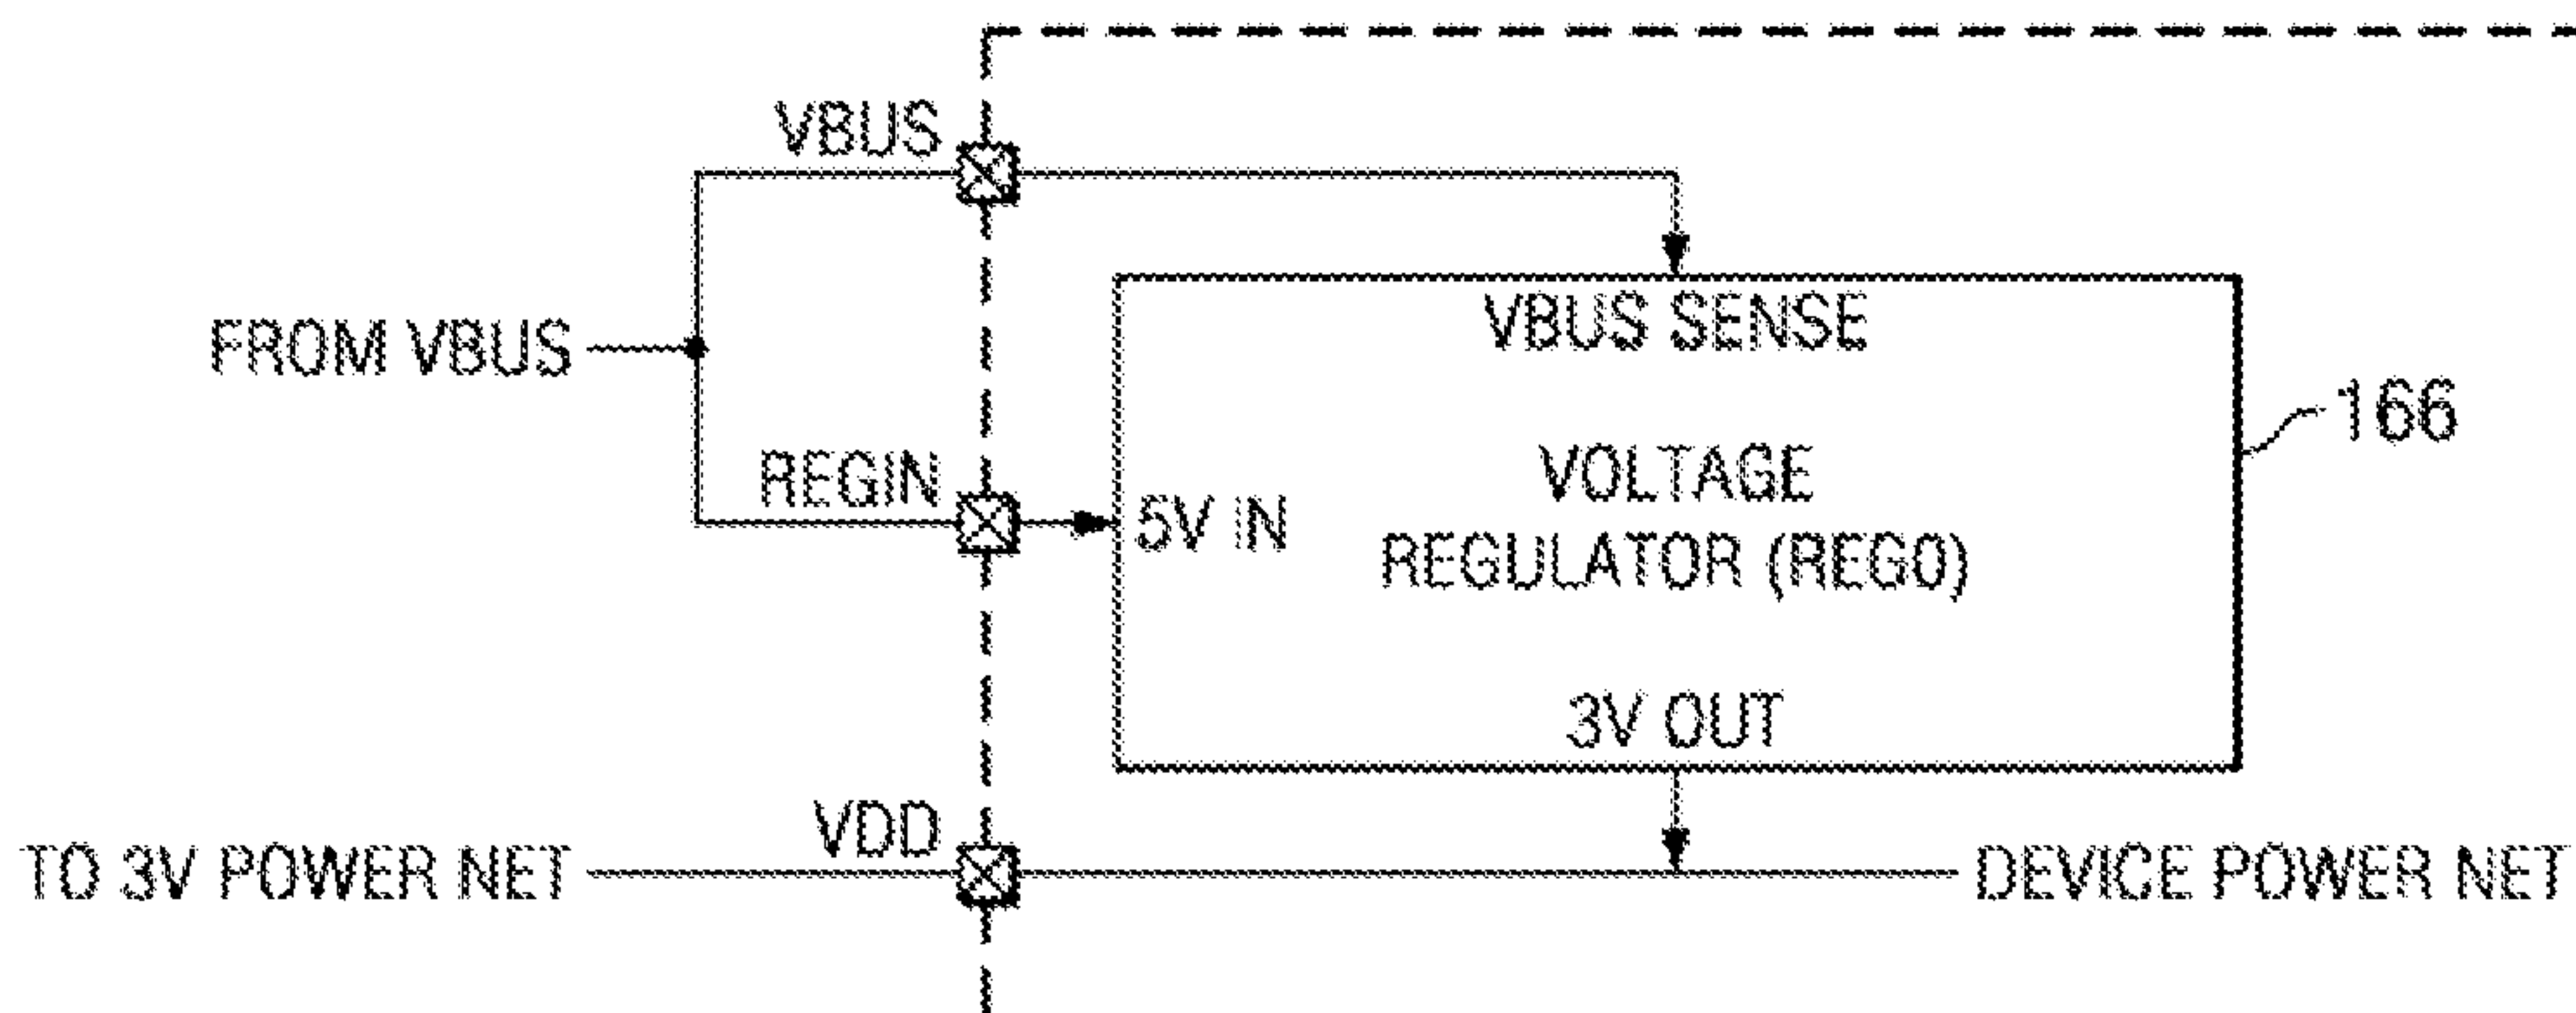 VBUS
VBUS SENSE
FROM VBUS
166
REGIN
5V IN
VOLTAGE
REGULATOR (REG0)
3V OUT
VDD
TO 3V POWER NET
DEVICE POWER NET